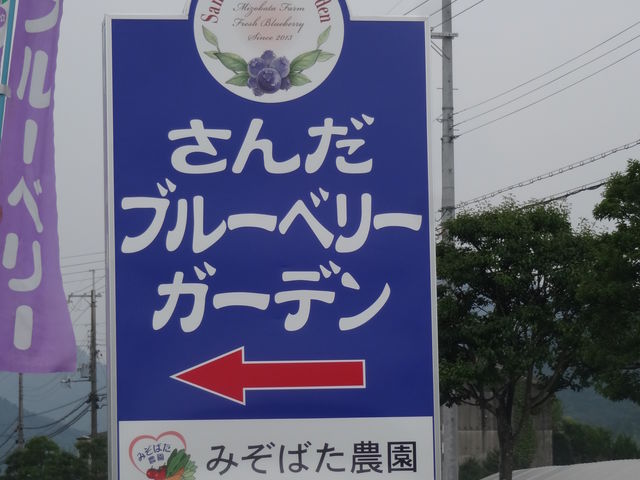 Mizobata Farm
Fresh Blueberry
Since 2013
さんだ
ブルーベリー
ガーデン
みぞばた
農園
みぞばた農園
ブルーベリー